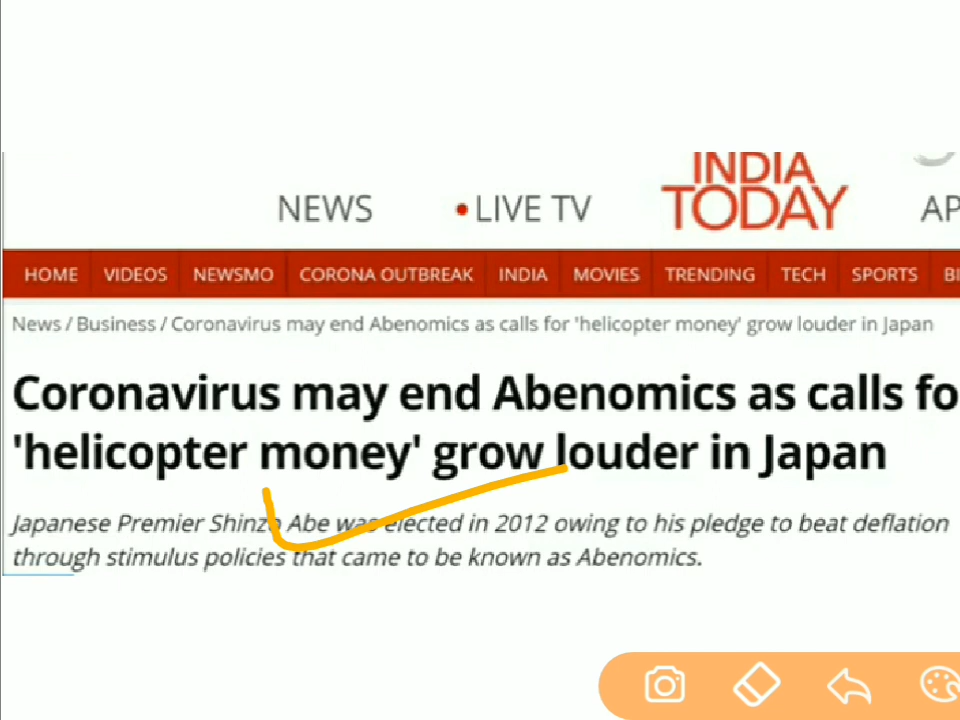 INDIA
NEWS • LIVE TV TODAY AP
HOME VIDEOS NEWSMO CORONA OUTBREAK INDIA MOVIES TRENDING TECH SPORTS BI
News / Business / Coronavirus may end Abenomics as calls for 'helicopter money' grow louder in Japan
Coronavirus may end Abenomics as calls fo
'helicopter money' grow louder in Japan
Japanese Premier Shinzo Abe was elected in 2012 owing to his pledge to beat deflation
through stimulus policies that came to be known as Abenomics.